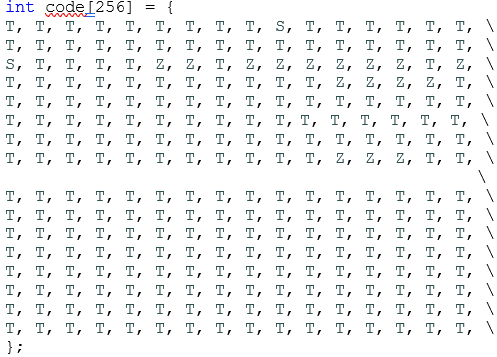 int code[256] = {
T, T, T, T, T, T, T, T, T, S, T, T, T, T, T, T, \
T, T, T, T, T, T, T, T, T, T, T, T, T, T, T, T, \
S, T, T, T, T, Z, Z, T, Z, Z, Z, Z, Z, Z, T, Z, \
T, T, T, T, T, T, T, T, T, T, T, Z, Z, Z, Z, T, \
T, T, T, T, T, T, T, T, T, T, T, T, T, T, T, T, \
T, T, T, T, T, T, T, T, T, T,T, T, T, T, T, T, \
T, T, T, T, T, T, T, T, T, T, T, T, T, T, T, T, \
T, T, T, T, T, T, T, T, T, T, T, Z, Z, Z, T, T, \
\
T, T, T, T, T, T, T, T, T, T, T, T, T, T, T, T, \
T, T, T, T, T, T, T, T, T, T, T, T, T, T, T, T, \
T, T, T, T, T, T, T, T, T, T, T, T, T, T, T, T, \
T, T, T, T, T, T, T, T, T, T, T, T, T, T, T, T, \
T, T, T, T, T, T, T, T, T, T, T, T, T, T, T, T, \
T, T, T, T, T, T, T, T, T, T, T, T, T, T, T, T, \
T, T, T, T, T, T, T, T, T, T, T, T, T, T, T, T, \
T, T, T, T, T, T, T, T, T, T, T, T, T, T, T, T, \
};